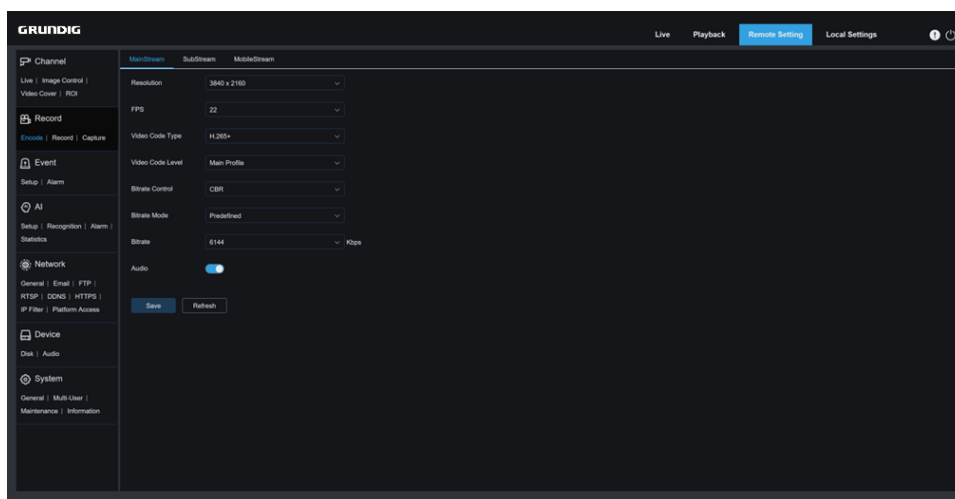 GRUNDIG
Live Playback Remote Setting Local Settings
Channel
Live | Image Control |
Video Cover | ROI
Record
Encode | Record | Capture
Event
Setup | Alarm
AI
Setup | Recognition | Alarm |
Statistics
Network
General | Email | FTP |
RTSP | DDNS | HTTPS |
IP Filter | Platform Access
Device
Disk | Audio
System
General | Multi-User |
Maintenance | Information
MainStream SubStream MobileStream
Resolution 3840 x 2160
FPS 22
Video Code Type H.265+
Video Code Level Main Profile
Bitrate Control CBR
Bitrate Mode Predefined
Bitrate 6144 Kbps
Audio
Save Refresh